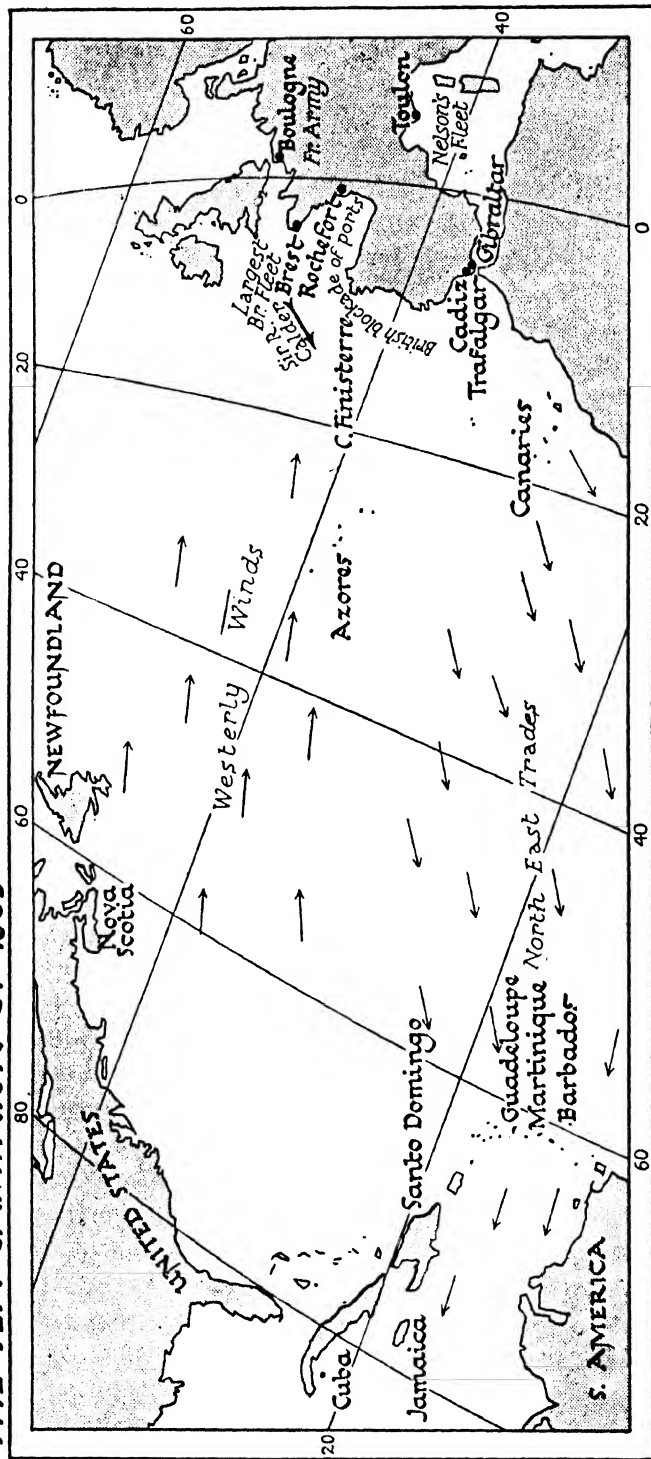 80
60
40
20
0
60
NEWFOUNDLAND
Nova
Scotia
UNITED STATES
Westerly Winds
Largest
Br. Fleet
Sir R.
Calder
Brest
Boulogne
Fr. Army
Rochefort
British blockade of ports
C. Finisterre
Azores
Toulon
Nelson's
Fleet
Cadiz
Trafalgar
Gibraltar
Canaries
40
Cuba
Jamaica
Santo Domingo
North East Trades
Guadeloupe
Martinique
Barbados
S. AMERICA
20
60
40
20
0